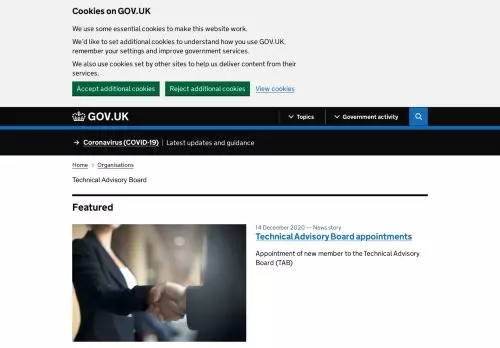 Cookies on GOV.UK
We use some essential cookies to make this website work.
We'd like to set additional cookies to understand how you use GOV.UK,
remember your settings and improve government services.
We also use cookies set by other sites to help us deliver content from their
services.
Accept additional cookies Reject additional cookies View cookies
GOV.UK Topics Government activity
Coronavirus (COVID-19) Latest updates and guidance
Home Organisations
Technical Advisory Board
Featured
14 December 2020 — News story
Technical Advisory Board appointments
Appointment of new member to the Technical Advisory
Board (TAB)